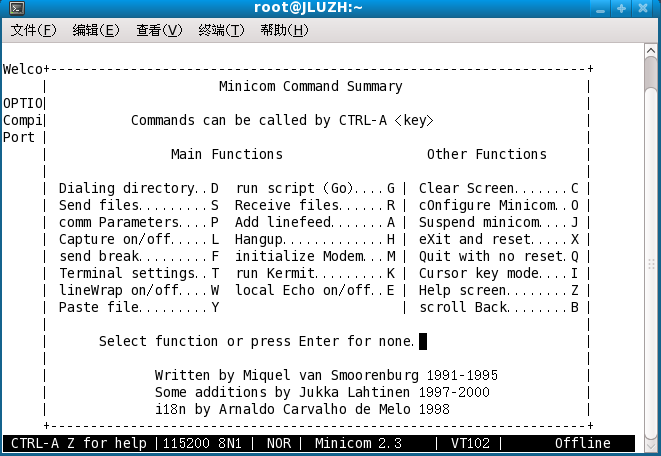 root@JLUZH:~
文件(F) 编辑(E) 查看(V) 终端(T) 帮助(H)
Welco+-------------------------------------------------------------------+
| Minicom Command Summary |
OPTIO| |
Compi| Commands can be called by CTRL-A <key> |
Port | |
| Main Functions Other Functions |
| |
| Dialing directory..D run script (Go)....G | Clear Screen.......C |
| Send files.........S Receive files......R | cOnfigure Minicom..O |
| comm Parameters....P Add linefeed.......A | Suspend minicom....J |
| Capture on/off.....L Hangup.............H | eXit and reset.....X |
| send break.........F initialize Modem...M | Quit with no reset.Q |
| Terminal settings..T run Kermit.........K | Cursor key mode....I |
| lineWrap on/off....W local Echo on/off..E | Help screen........Z |
| Paste file.........Y | scroll Back........B |
| |
| Select function or press Enter for none. |
| |
| Written by Miquel van Smoorenburg 1991-1995 |
| Some additions by Jukka Lahtinen 1997-2000 |
| i18n by Arnaldo Carvalho de Melo 1998 |
+-------------------------------------------------------------------+
CTRL-A Z for help |115200 8N1 | NOR | Minicom 2.3 | VT102 | Offline